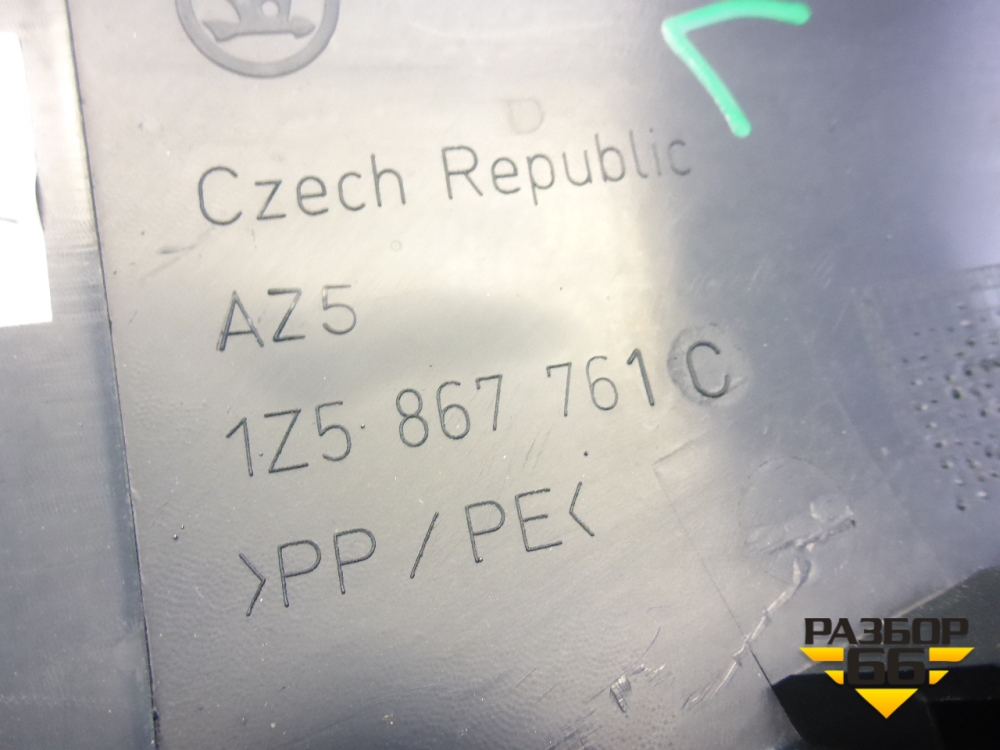 Czech Republic
AZ5
1Z5 867 761 C
>PP / PE<
РАЗБОР
66